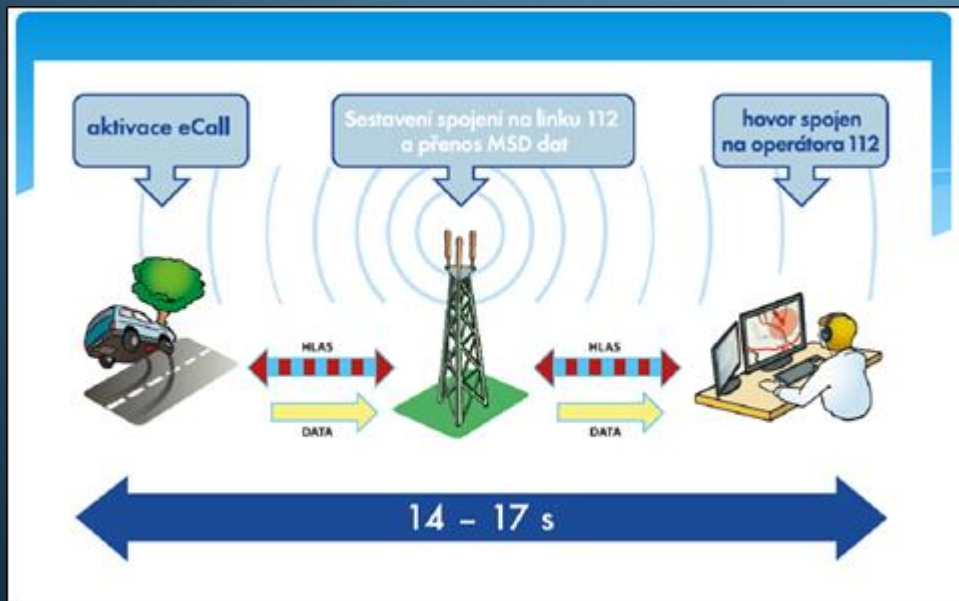 aktivace eCall
Sestavení spojení na linku 112
a přenos MSD dat
hovor spojen
na operátora 112
HLAS
HLAS
DATA
DATA
14 – 17 s